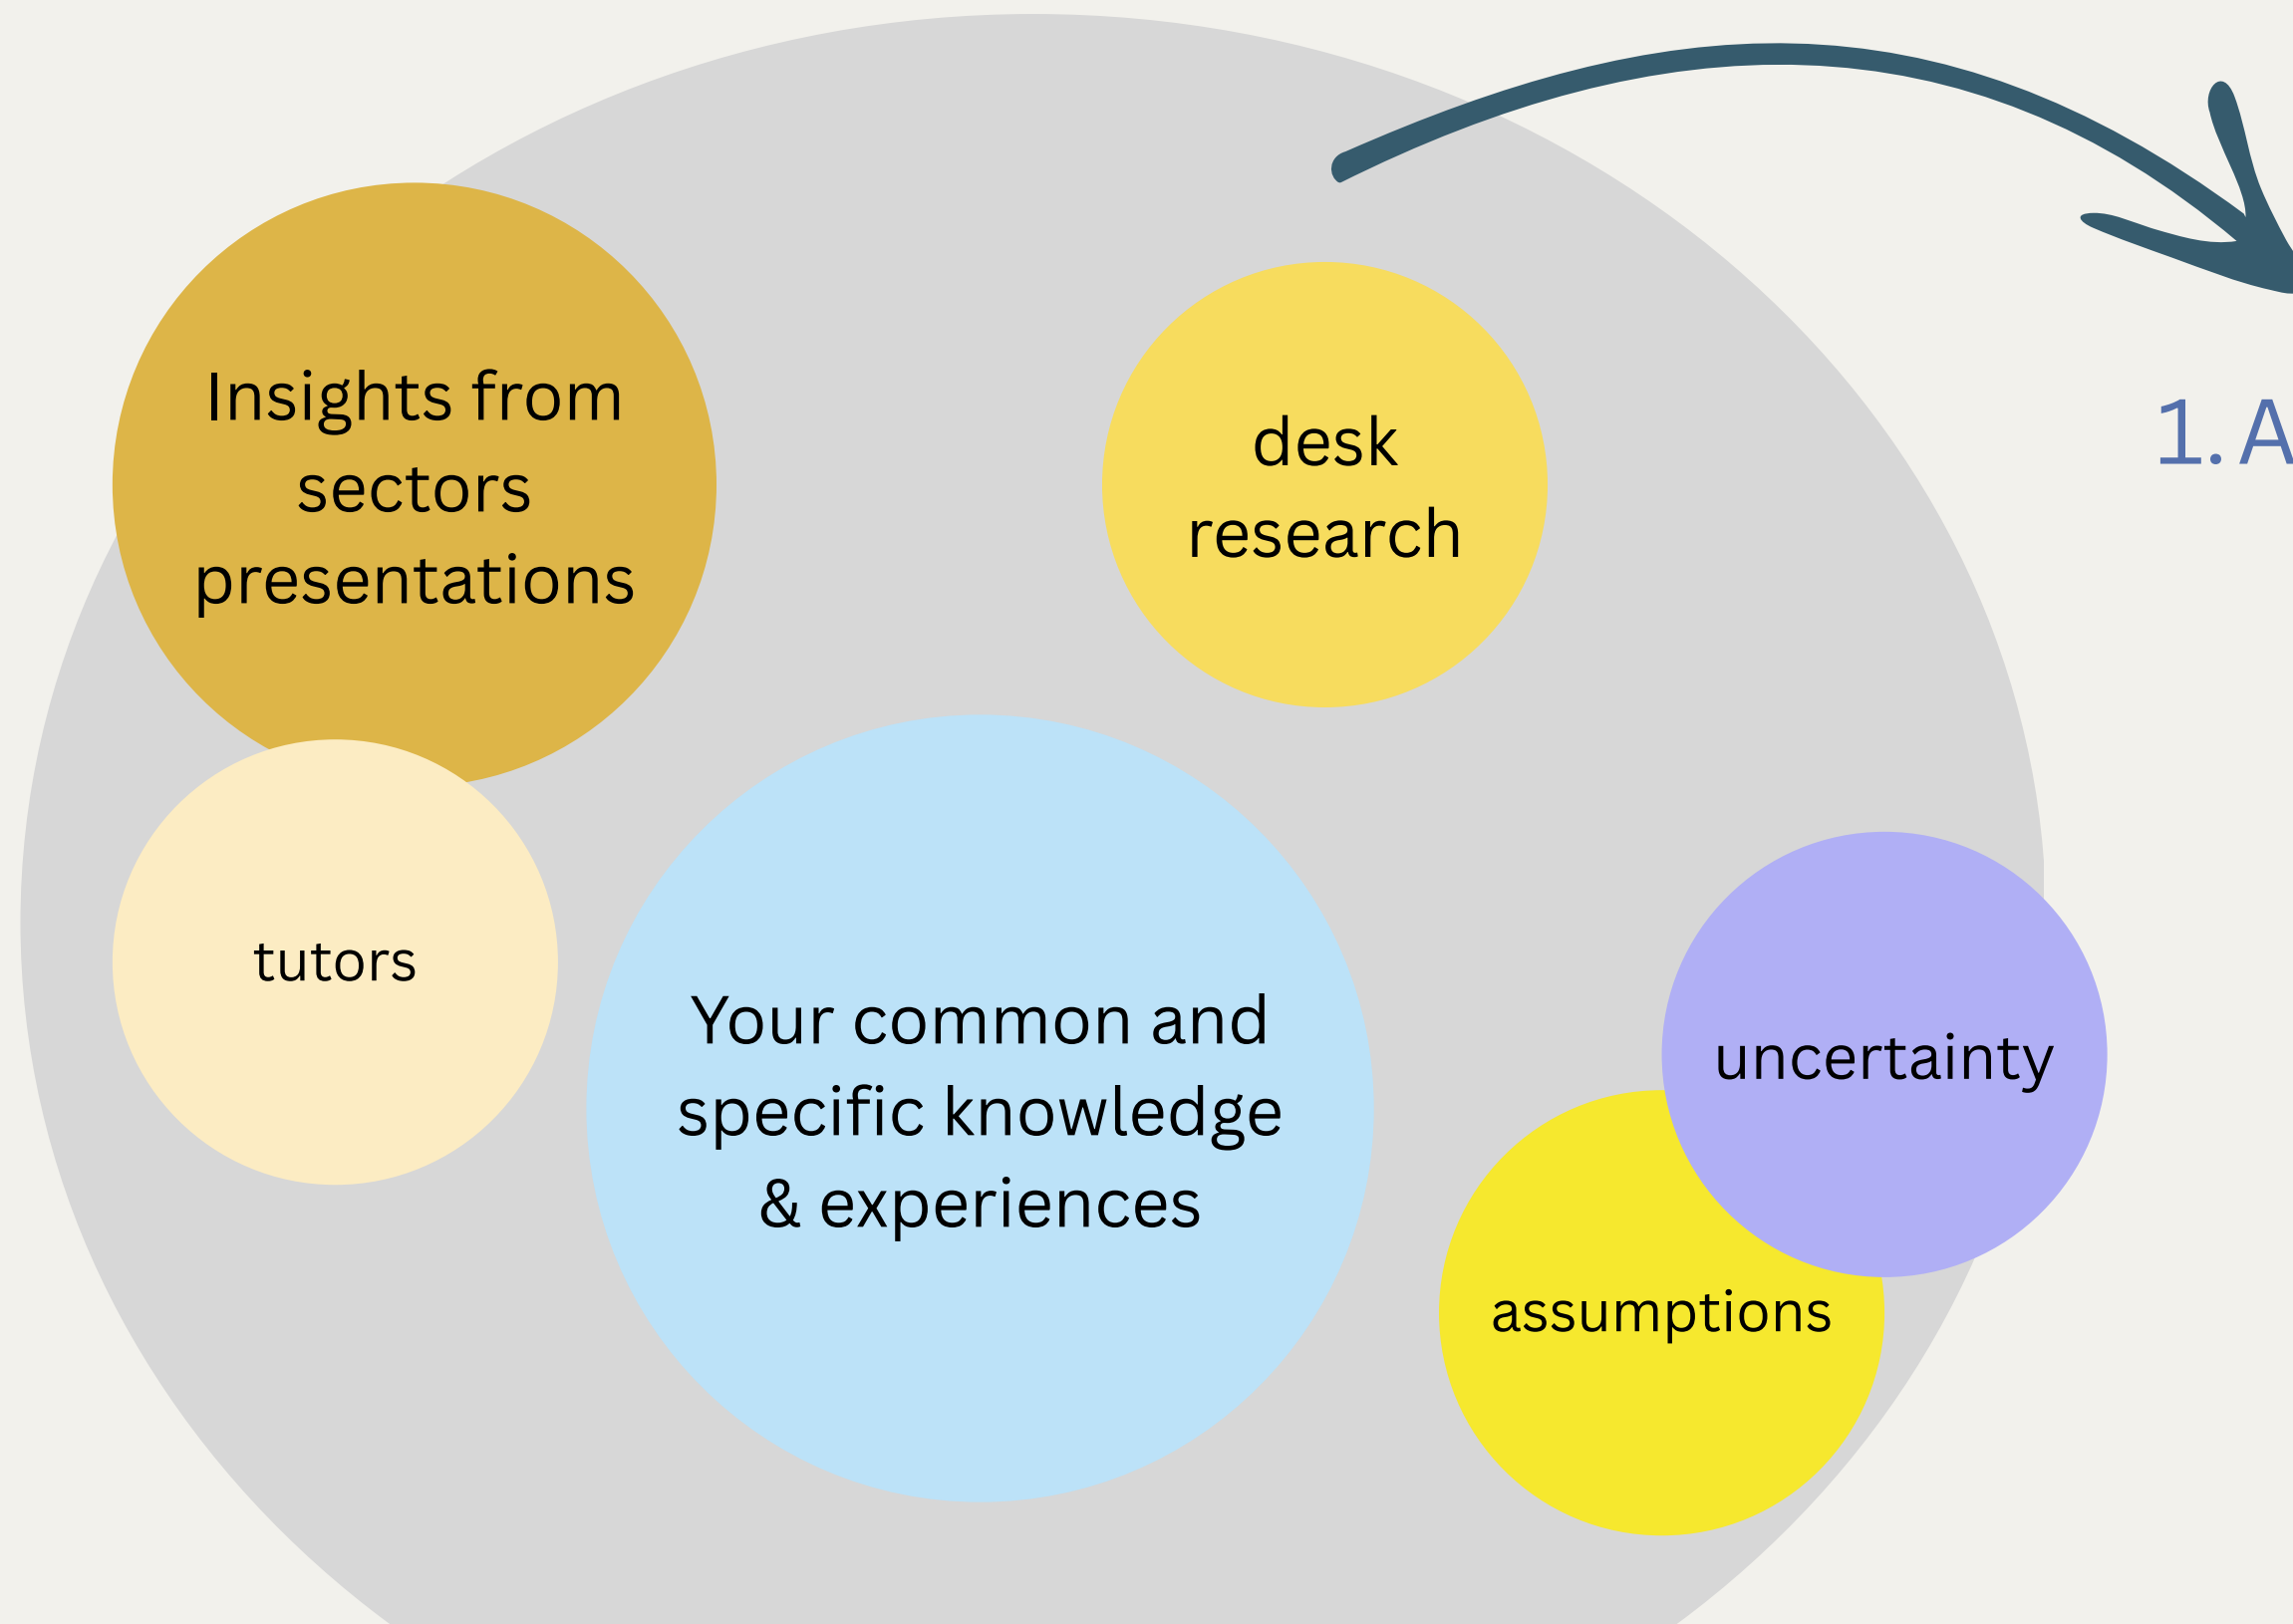 Insights from
sectors
presentations
desk
research
1. A
tutors
Your common and
specific knowledge
& experiences
uncertainty
assumptions